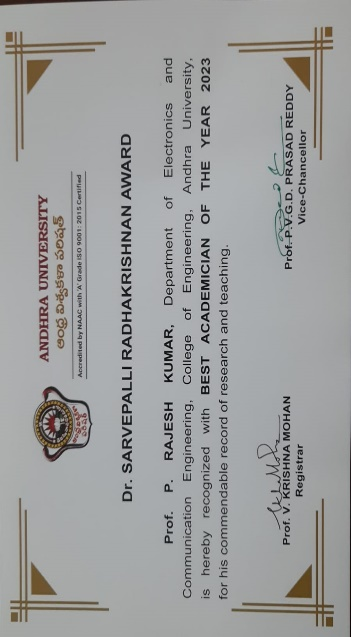 ANDHRA UNIVERSITY
ఆంధ్ర విశ్వకళా పరిషత్
Accredited by NAAC with 'A' Grade ISO 9001: 2015 Certified
Dr. SARVEPALLI RADHAKRISHNAN AWARD
Prof. P. RAJESH KUMAR, Department of Electronics and
Communication Engineering, College of Engineering, Andhra University,
is hereby recognized with BEST ACADEMICIAN OF THE YEAR 2023
for his commendable record of research and teaching.
Prof. V. KRISHNA MOHAN
Registrar
Prof. P.V.G.D. PRASAD REDDY
Vice-Chancellor